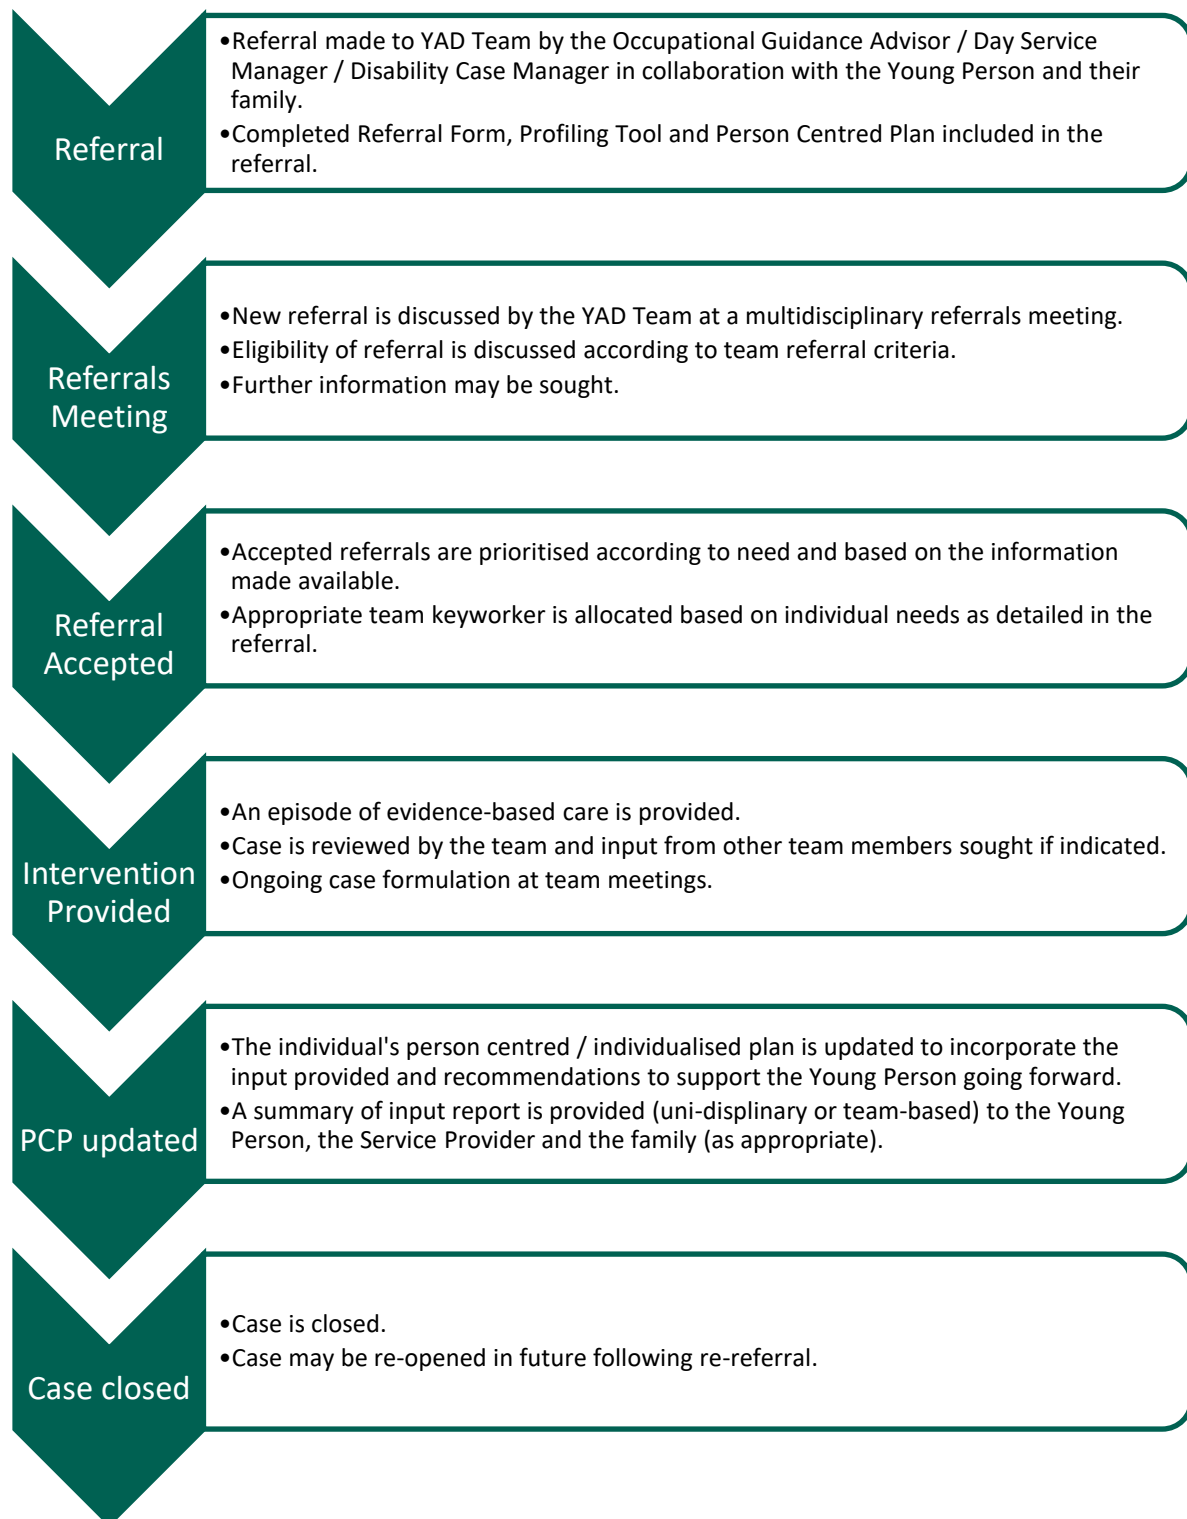 Referral
•Referral made to YAD Team by the Occupational Guidance Advisor / Day Service
Manager / Disability Case Manager in collaboration with the Young Person and their
family.
•Completed Referral Form, Profiling Tool and Person Centred Plan included in the
referral.
Referrals
Meeting
•New referral is discussed by the YAD Team at a multidisciplinary referrals meeting.
•Eligibility of referral is discussed according to team referral criteria.
•Further information may be sought.
Referral
Accepted
•Accepted referrals are prioritised according to need and based on the information
made available.
•Appropriate team keyworker is allocated based on individual needs as detailed in the
referral.
Intervention
Provided
•An episode of evidence-based care is provided.
•Case is reviewed by the team and input from other team members sought if indicated.
•Ongoing case formulation at team meetings.
PCP updated
•The individual's person centred / individualised plan is updated to incorporate the
input provided and recommendations to support the Young Person going forward.
•A summary of input report is provided (uni-displinary or team-based) to the Young
Person, the Service Provider and the family (as appropriate).
Case closed
•Case is closed.
•Case may be re-opened in future following re-referral.